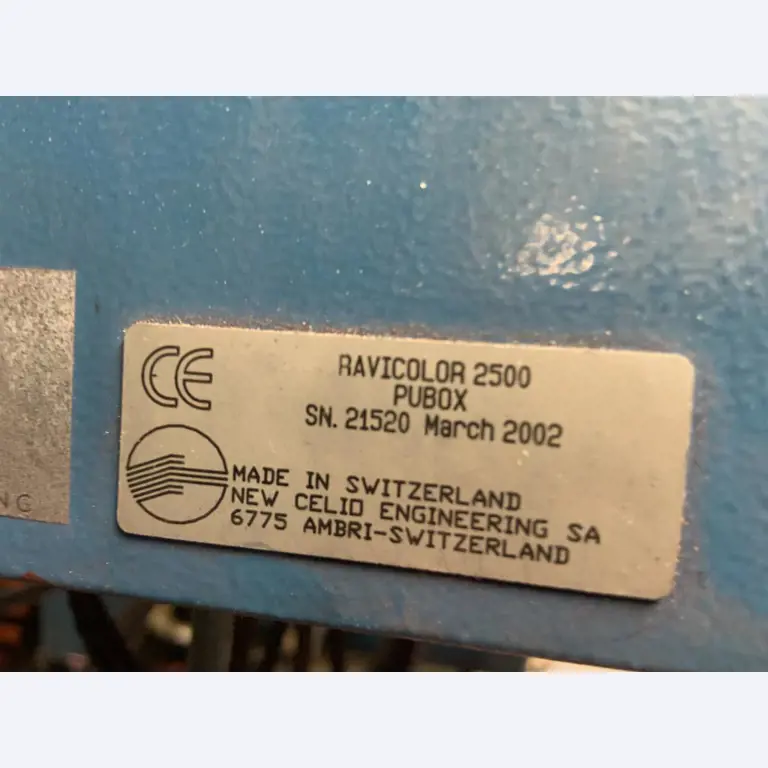 CE
RAVICOLOR 2500
PUBOX
SN. 21520 March 2002
MADE IN SWITZERLAND
NEW CELIO ENGINEERING SA
6775 AMBRI-SWITZERLAND